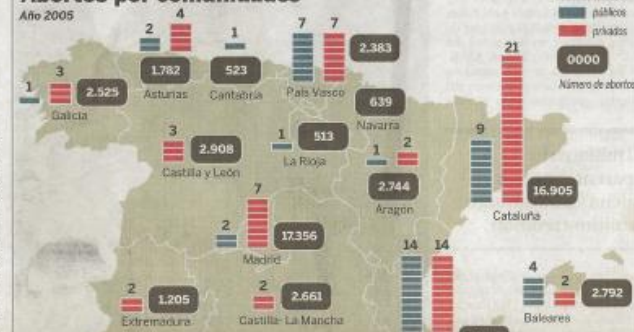 Abortos por comunidades
Año 2005
públicos
privados
0000
Número de abortos
1
3
2.525
Galicia
2
4
1.782
Asturias
1
523
Cantabria
7
7
2.383
País Vasco
639
Navarra
1
513
La Rioja
3
2.908
Castilla y León
1
2
2.744
Aragón
9
21
16.905
Cataluña
2
7
17.356
Madrid
14
14
4
2
2.792
Baleares
2
1.205
Extremadura
2
2.661
Castilla- La Mancha